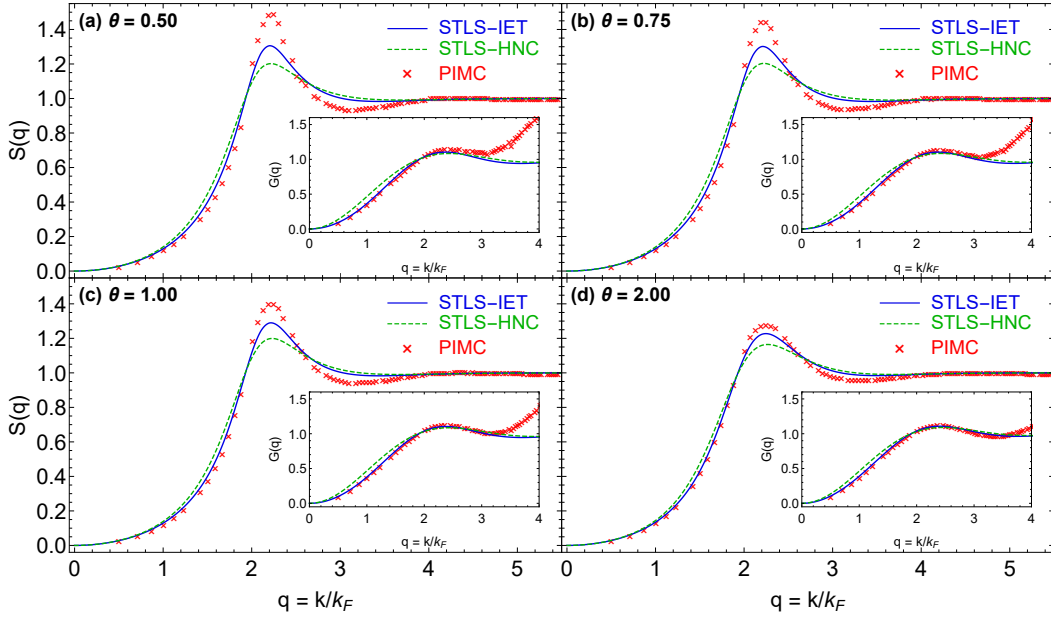 (a) θ = 0.50
STLS-IET
STLS-HNC
PIMC
S(q)
1.4
1.2
1.0
0.8
0.6
0.4
0.2
0.0
G(q)
1.5
1.0
0.5
0.0
0 1 2 3 4
q = k/k_F
(b) θ = 0.75
STLS-IET
STLS-HNC
PIMC
G(q)
1.5
1.0
0.5
0.0
0 1 2 3 4
q = k/k_F
(c) θ = 1.00
STLS-IET
STLS-HNC
PIMC
S(q)
1.4
1.2
1.0
0.8
0.6
0.4
0.2
0.0
G(q)
1.5
1.0
0.5
0.0
0 1 2 3 4
q = k/k_F
0 1 2 3 4 5
q = k/k_F
(d) θ = 2.00
STLS-IET
STLS-HNC
PIMC
G(q)
1.5
1.0
0.5
0.0
0 1 2 3 4
q = k/k_F
0 1 2 3 4 5
q = k/k_F